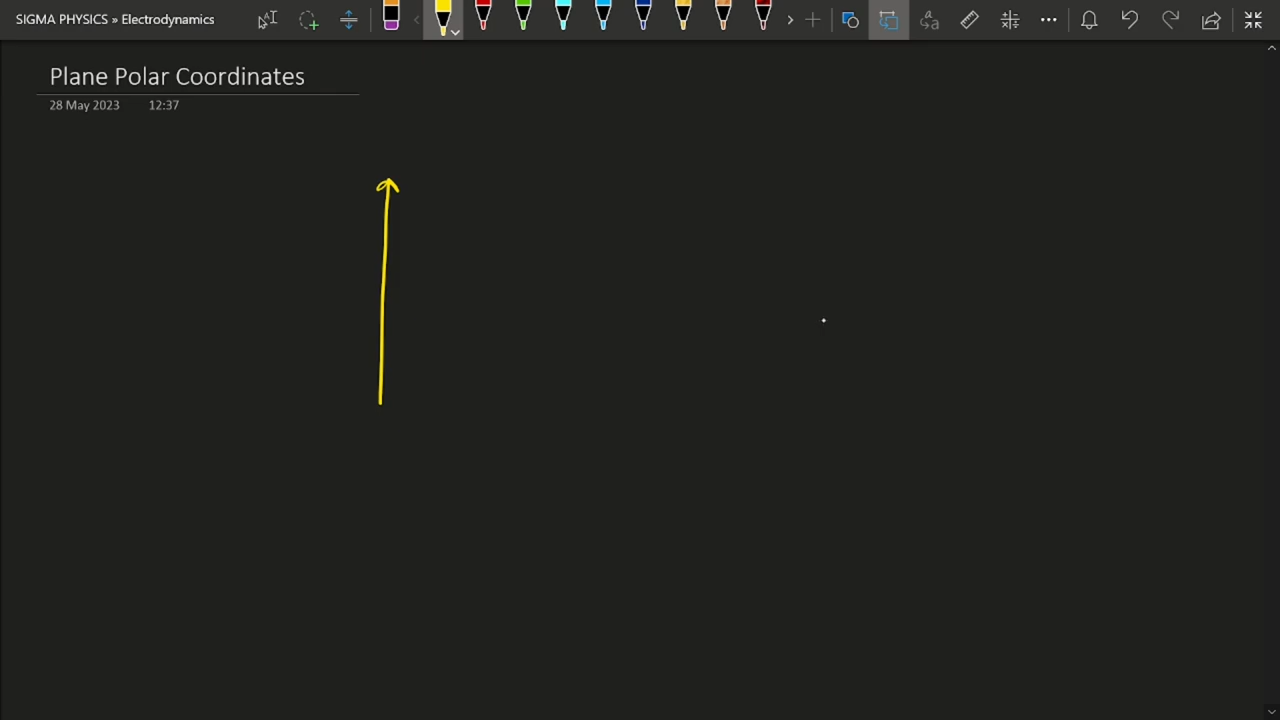 SIGMA PHYSICS » Electrodynamics
Plane Polar Coordinates
28 May 2023 12:37